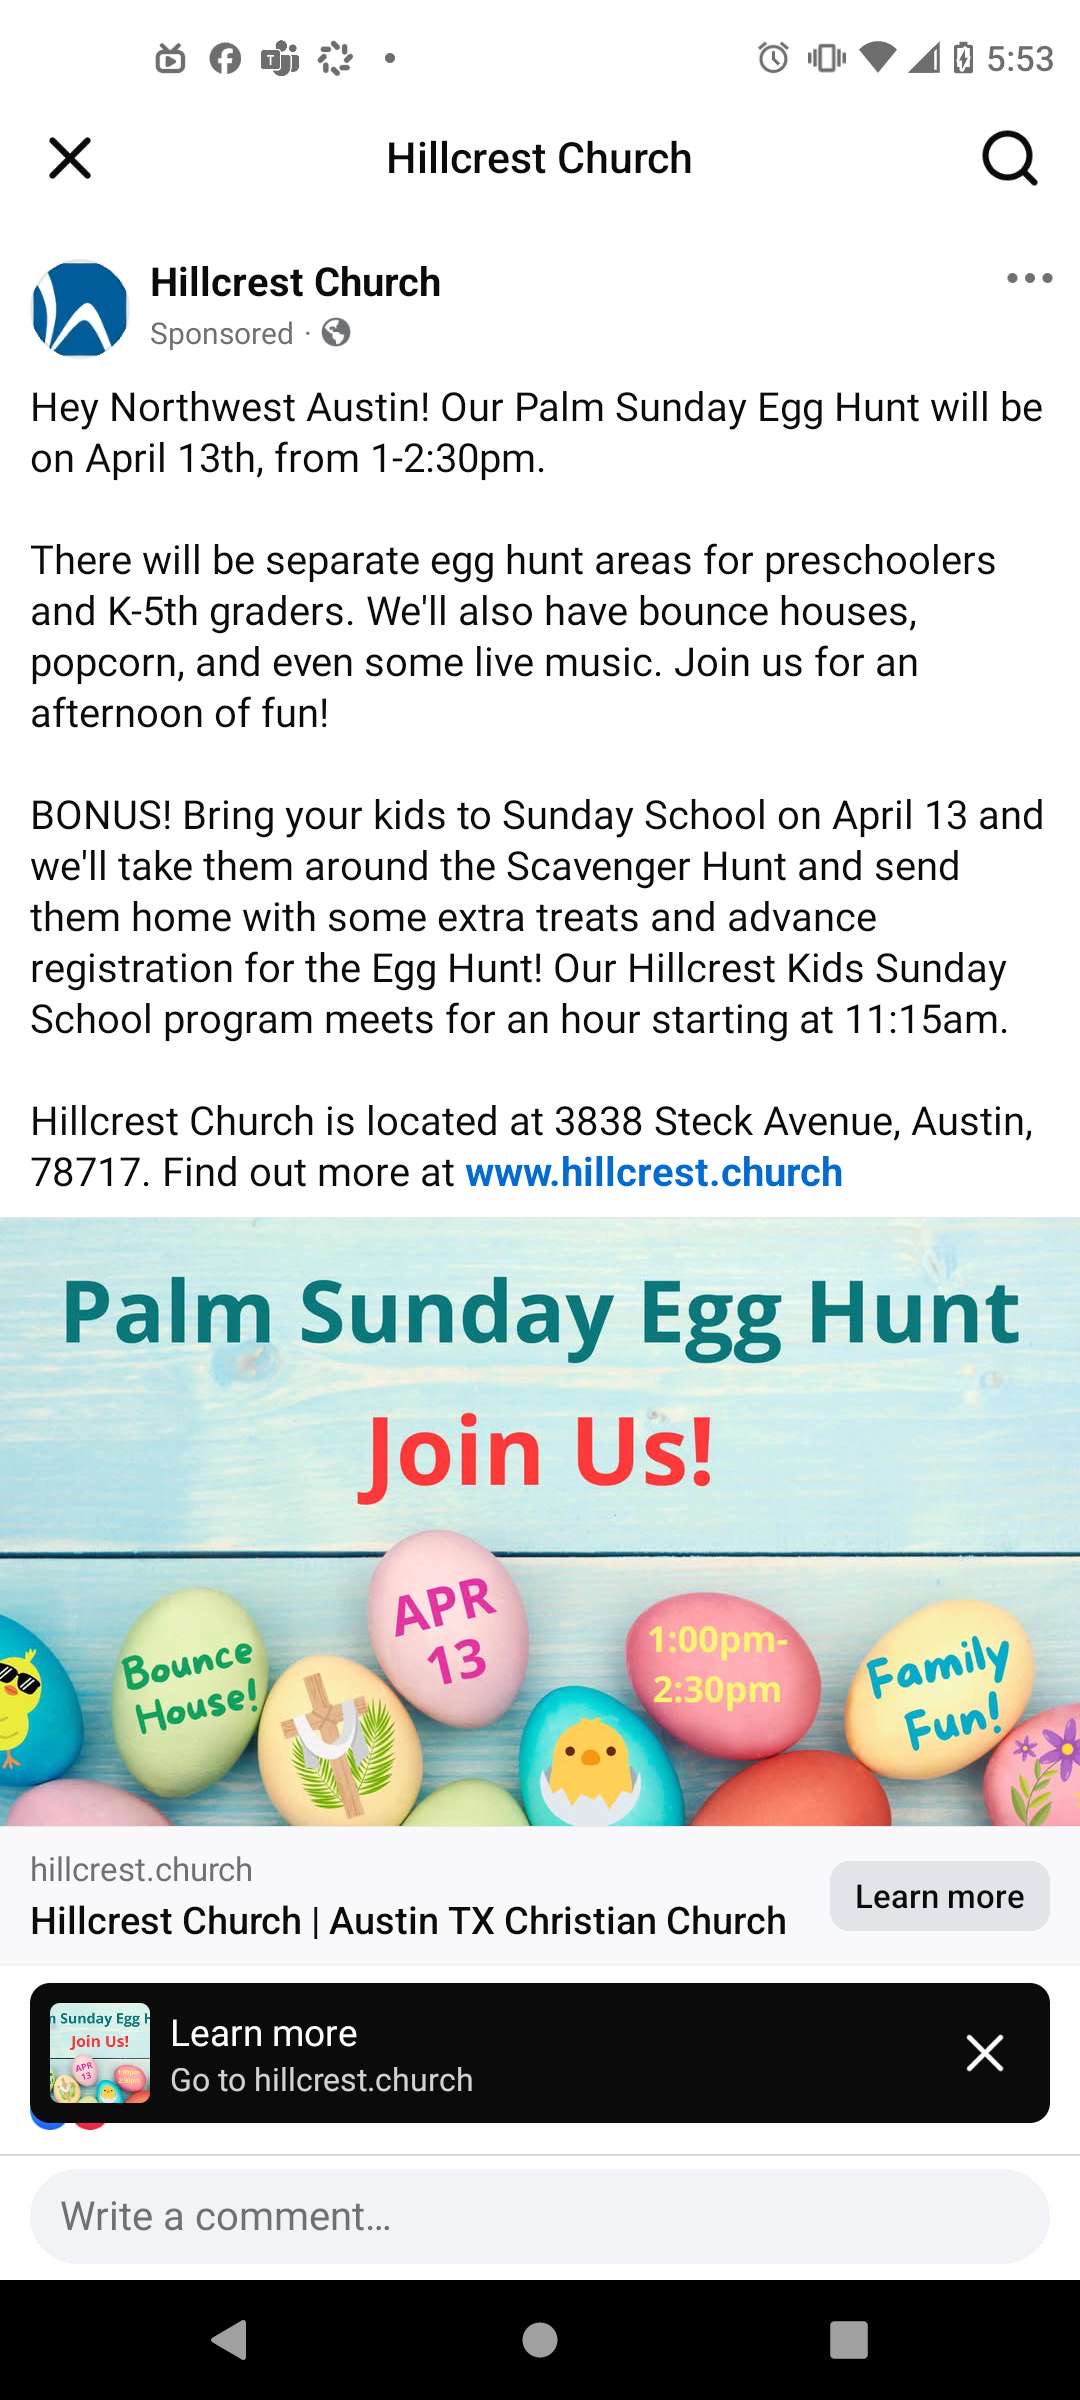 5:53
Hillcrest Church
Hillcrest Church
Sponsored ·
Hey Northwest Austin! Our Palm Sunday Egg Hunt will be
on April 13th, from 1-2:30pm.
There will be separate egg hunt areas for preschoolers
and K-5th graders. We'll also have bounce houses,
popcorn, and even some live music. Join us for an
afternoon of fun!
BONUS! Bring your kids to Sunday School on April 13 and
we'll take them around the Scavenger Hunt and send
them home with some extra treats and advance
registration for the Egg Hunt! Our Hillcrest Kids Sunday
School program meets for an hour starting at 11:15am.
Hillcrest Church is located at 3838 Steck Avenue, Austin,
78717. Find out more at www.hillcrest.church
Palm Sunday Egg Hunt
Join Us!
Bounce
House!
APR
13
1:00pm-
2:30pm
Family
Fun!
hillcrest.church
Hillcrest Church | Austin TX Christian Church
Learn more
Sunday Egg
Join Us!
APR
13
Learn more
Go to hillcrest.church
Write a comment…